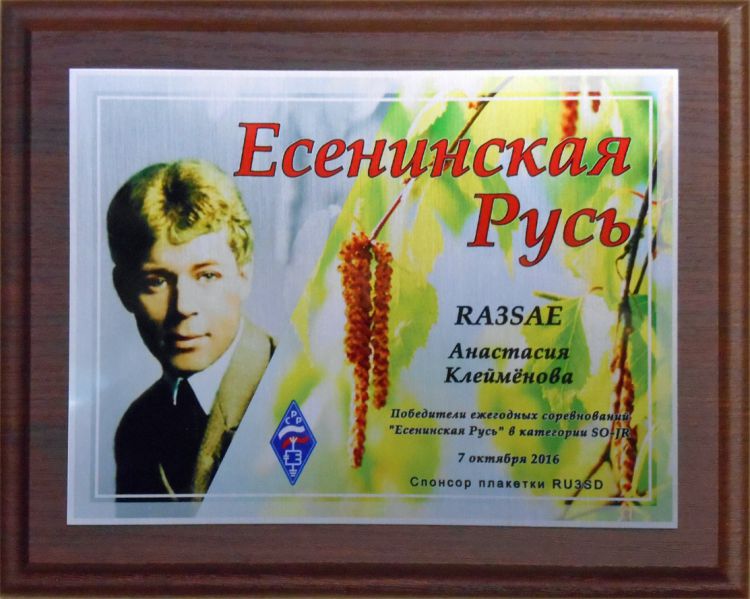 Есенинская
Русь
RA3SAE
Анастасия
Клеймёнова
Победители ежегодных соревнований
"Есенинская Русь" в категории SO-JR
7 октября 2016
Спонсор плакетки RU3SD
СРР